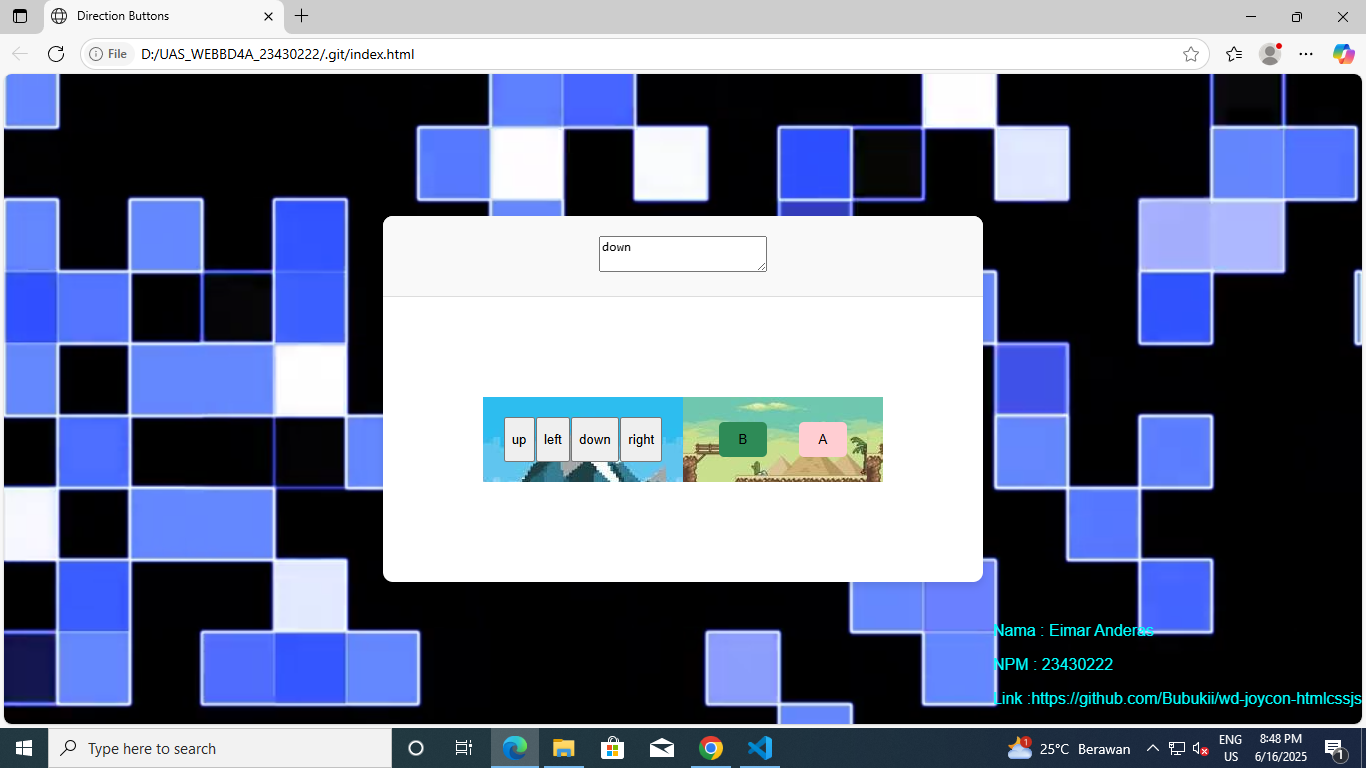 Direction Buttons
File D:/UAS_WEBBD4A_23430222/.git/index.html
down
up left down right
B A
Nama : Eimar Anderas
NPM : 23430222
Link :https://github.com/Bubukii/wd-joycon-htmlcssjs
Type here to search
1
25°C Berawan
ENG
US
8:48 PM
6/16/2025
1